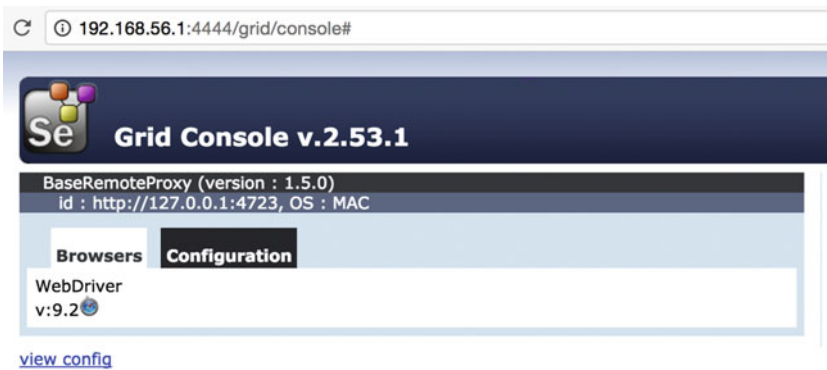 192.168.56.1:4444/grid/console#
Se
Grid Console v.2.53.1
BaseRemoteProxy (version : 1.5.0)
id : http://127.0.0.1:4723, OS : MAC
Browsers Configuration
WebDriver
v:9.2
view config